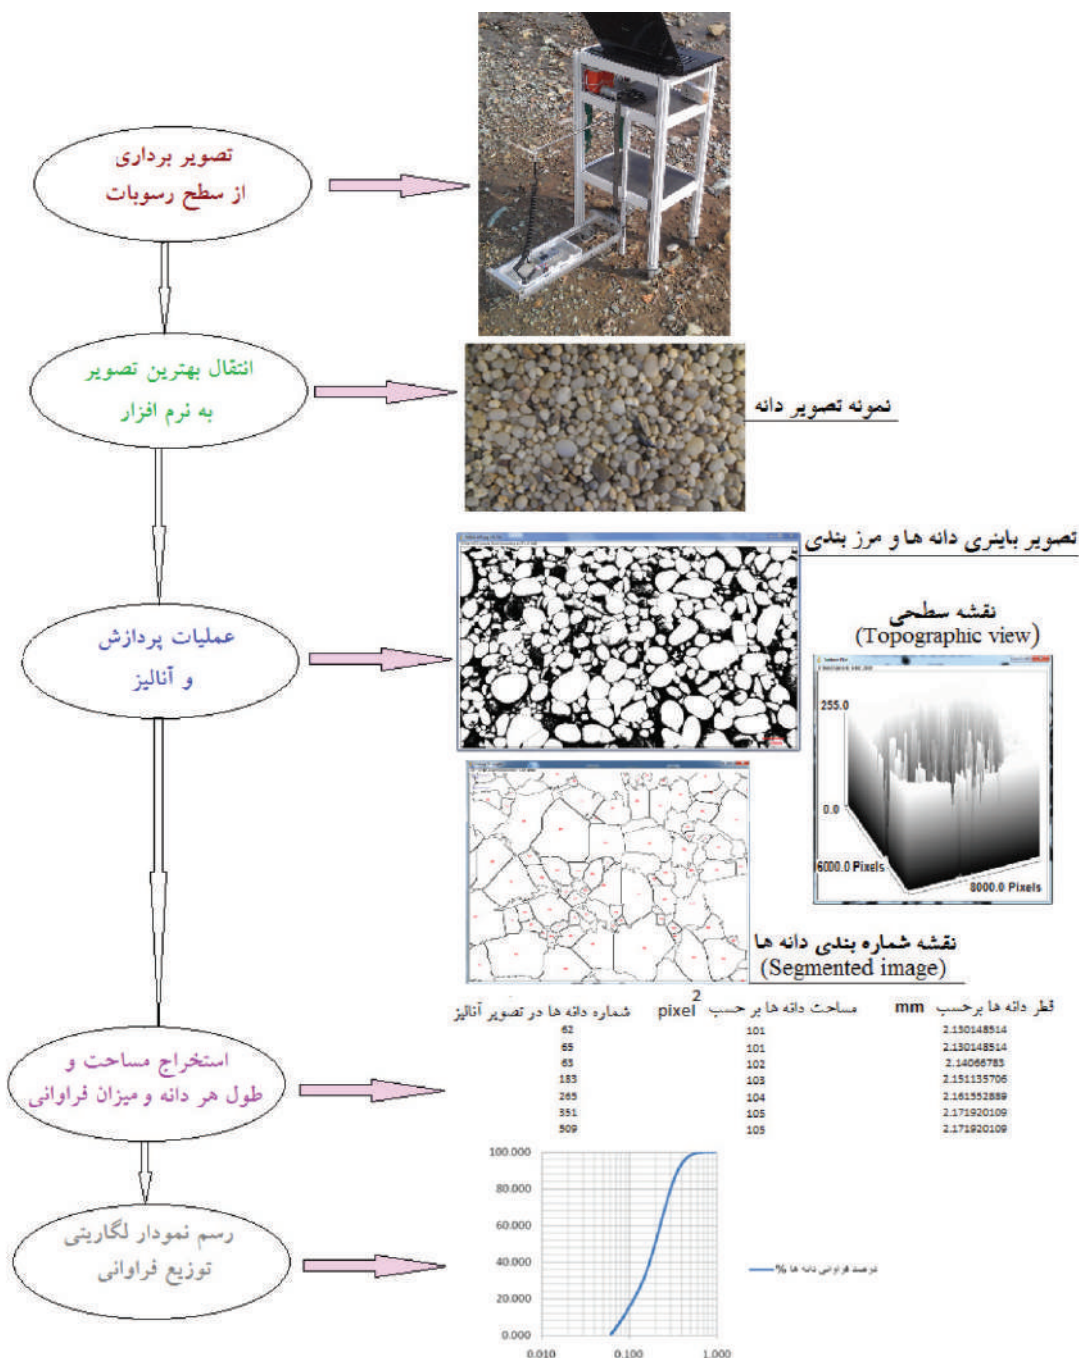 تصویر برداری
از سطح رسوبات
انتقال بهترین تصویر
به نرم افزار
نمونه تصویر دانه
تصویر باینری دانه ها و مرز بندی
عملیات پردازش
و آنالیز
نقشه سطحی
(Topographic view)
255.0
0.0
6000.0 Pixels
8000.0 Pixels
نقشه شماره بندی دانه ها
(Segmented image)
استخراج مساحت و
طول هر دانه و میزان فراوانی
شماره دانه ها در تصویر آنالیز مساحت دانه ها بر حسب pixel 2 قطر دانه ها برحسب mm
62 101 2.130148514
65 101 2.130148514
63 102 2.14066783
183 103 2.151135706
265 104 2.161552889
351 105 2.171920109
509 105 2.171920109
رسم نمودار لگاریتی
توزیع فراوانی
100.000
80.000
60.000
40.000
20.000
0.000
0.010 0.100 1.000
درصد فراوانی دانه ها %